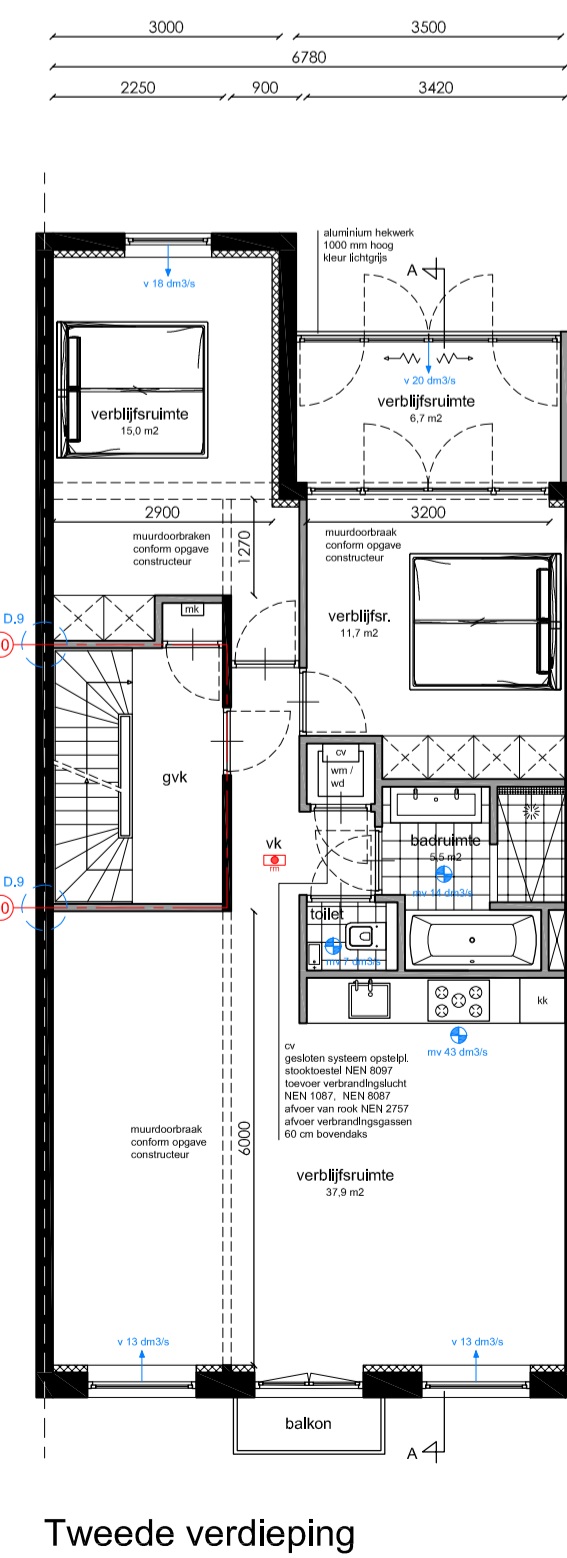 3000 3500
6780
2250 900 3420
aluminium hekwerk
1000 mm hoog
kleur lichtgrijs
A
v 18 dm3/s
v 20 dm3/s
verblijfsruimte
6,7 m2
verblijfsruimte
15,0 m2
2900 3200
muurdoorbraken
conform opgave
constructeur
1270
muurdoorbraak
conform opgave
constructeur
mk
D.9
0
verblijfsr.
11,7 m2
cv
wm /
wd
gvk
vk
rm
badruimte
5,5 m2
mv 14 dm3/s
D.9
0
toilet
mv 7 dm3/s
kk
mv 43 dm3/s
cv
gesloten systeem opstelpl.
stooktoestel NEN 8097
toevoer verbrandingslucht
NEN 1087, NEN 8087
afvoer van rook NEN 2757
afvoer verbrandingsgassen
60 cm bovendaks
muurdoorbraak
conform opgave
constructeur
6000
verblijfsruimte
37,9 m2
v 13 dm3/s v 13 dm3/s
balkon
A
Tweede verdieping